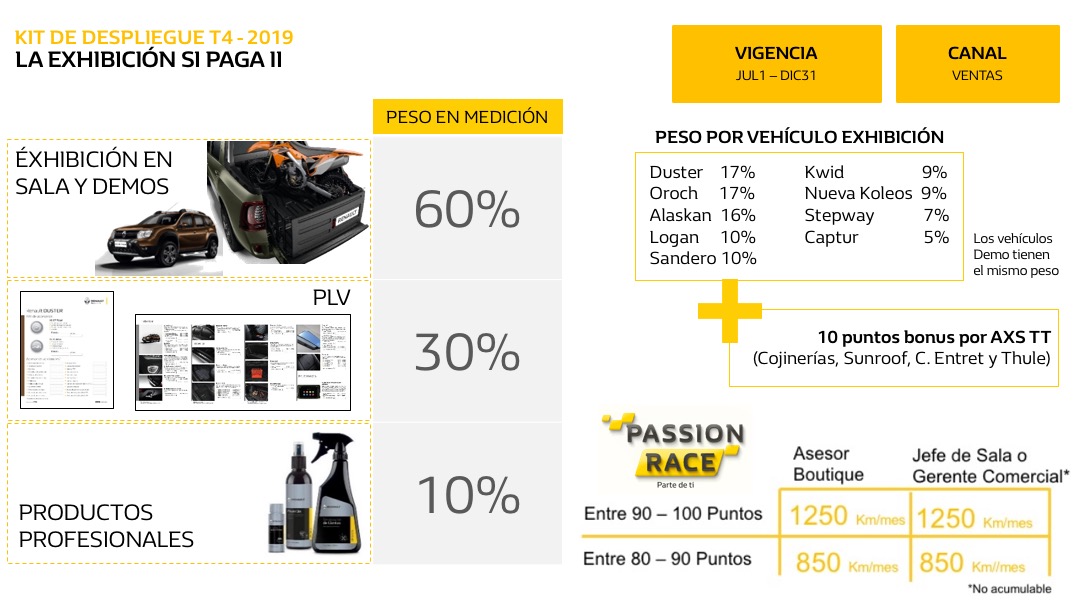 KIT DE DESPLIEGUE T4 - 2019
LA EXHIBICIÓN SI PAGA II
VIGENCIA
JUL1 – DIC31
CANAL
VENTAS
PESO EN MEDICIÓN
ÉXHIBICIÓN EN
SALA Y DEMOS
RENAULT
60%
PLV
30%
PRODUCTOS
PROFESIONALES
10%
PESO POR VEHÍCULO EXHIBICIÓN
Duster 17%
Oroch 17%
Alaskan 16%
Logan 10%
Sandero 10%
Kwid 9%
Nueva Koleos 9%
Stepway 7%
Captur 5%
Los vehículos
Demo tienen
el mismo peso
10 puntos bonus por AXS TT
(Cojinerías, Sunroof, C. Entret y Thule)
PASSION
RACE
Parte de ti
Asesor
Boutique
Jefe de Sala o
Gerente Comercial*
Entre 90 – 100 Puntos 1250 Km/mes 1250 Km/mes
Entre 80 – 90 Puntos 850 Km/mes 850 Km//mes
*No acumulable